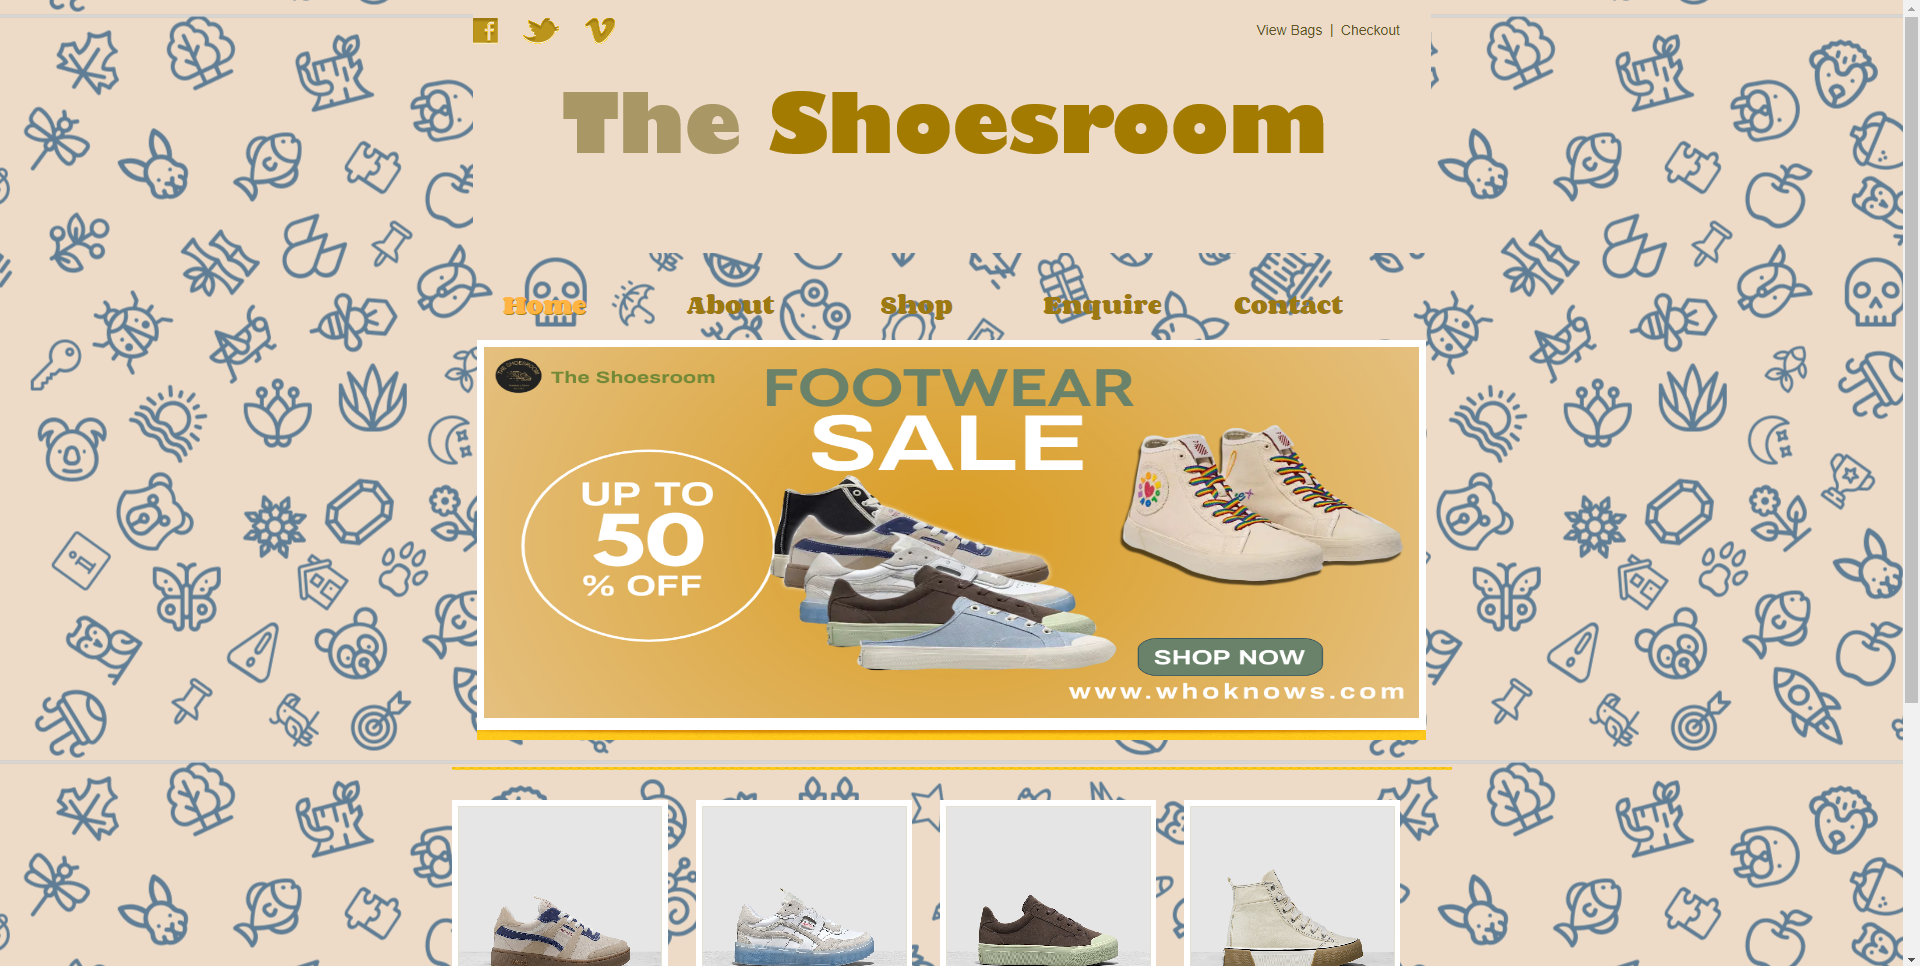 View Bags | Checkout
The Shoesroom
Home
About
Shop
Enquire
Contact
The Shoesroom
FOOTWEAR
SALE
UP TO
50
% OFF
SHOP NOW
www.whoknows.com